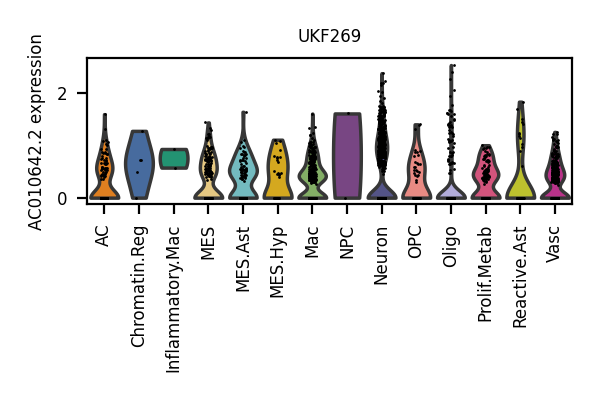 UKF269
AC010642.2 expression
2
0
AC
Chromatin.Reg
Inflammatory.Mac
MES
MES.Ast
MES.Hyp
Mac
NPC
Neuron
OPC
Oligo
Prolif.Metab
Reactive.Ast
Vasc